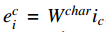 $e_i^c = W^{char} i_c$